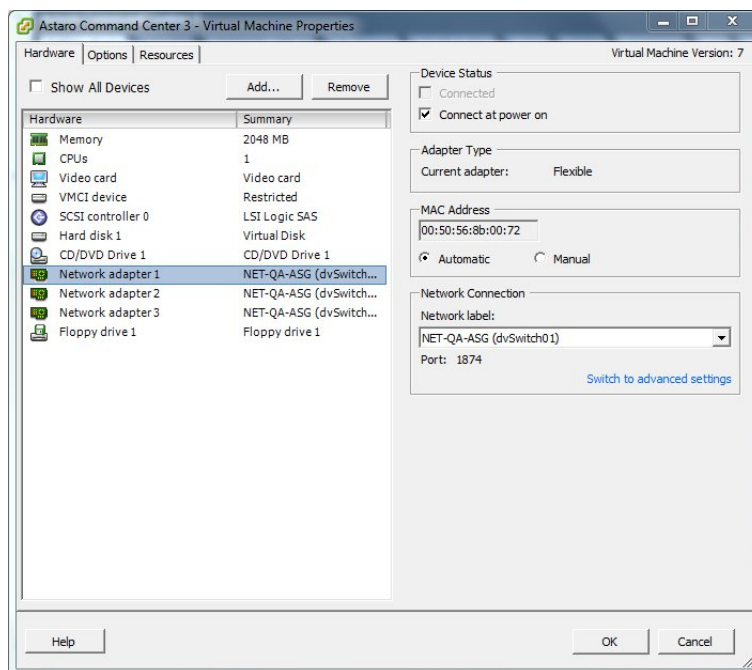 Astaro Command Center 3 - Virtual Machine Properties
Hardware Options Resources
Virtual Machine Version: 7
Show All Devices
Add...
Remove
Hardware Summary
Memory 2048 MB
CPUs 1
Video card Video card
VMCI device Restricted
SCSI controller 0 LSI Logic SAS
Hard disk 1 Virtual Disk
CD/DVD Drive 1 CD/DVD Drive 1
Network adapter 1 NET-QA-ASG (dvSwitch...
Network adapter 2 NET-QA-ASG (dvSwitch...
Network adapter 3 NET-QA-ASG (dvSwitch...
Floppy drive 1 Floppy drive 1
Device Status
Connected
Connect at power on
Adapter Type
Current adapter: Flexible
MAC Address
00:50:56:8b:00:72
Automatic Manual
Network Connection
Network label:
NET-QA-ASG (dvSwitch01)
Port: 1874
Switch to advanced settings
Help
OK
Cancel